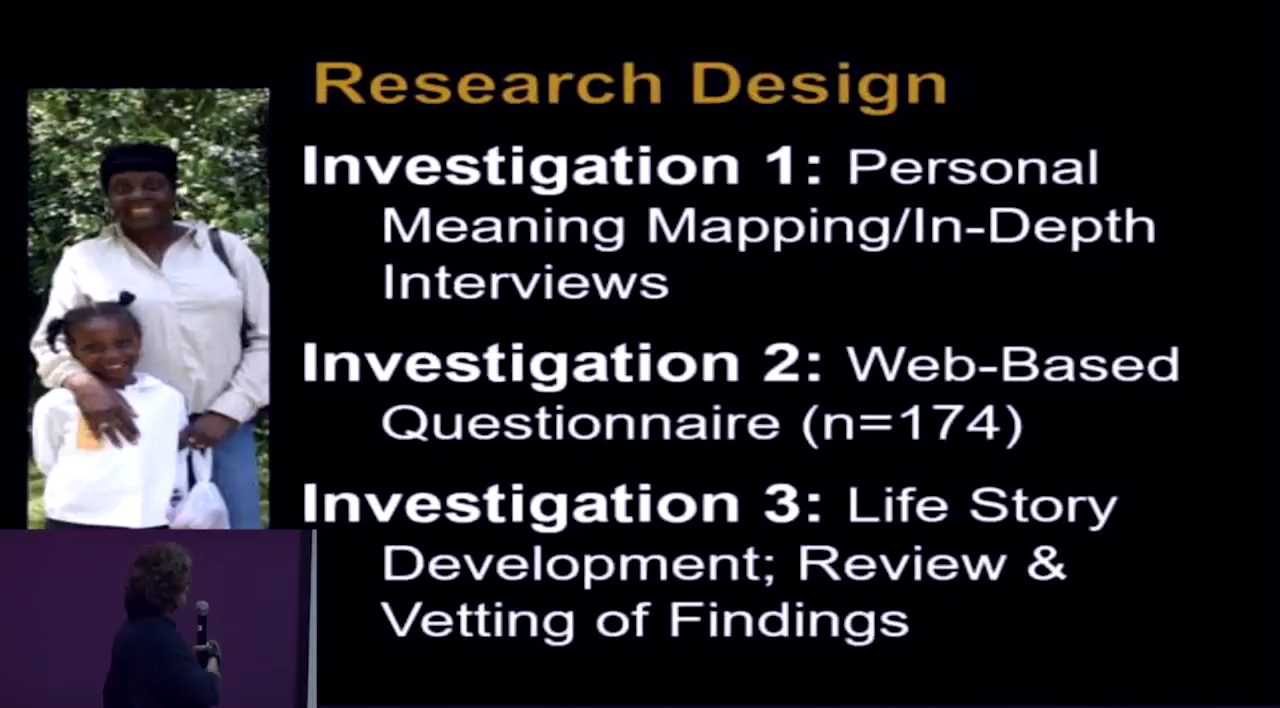 Research Design
Investigation 1: Personal
Meaning Mapping/In-Depth
Interviews
Investigation 2: Web-Based
Questionnaire (n=174)
Investigation 3: Life Story
Development; Review &
Vetting of Findings